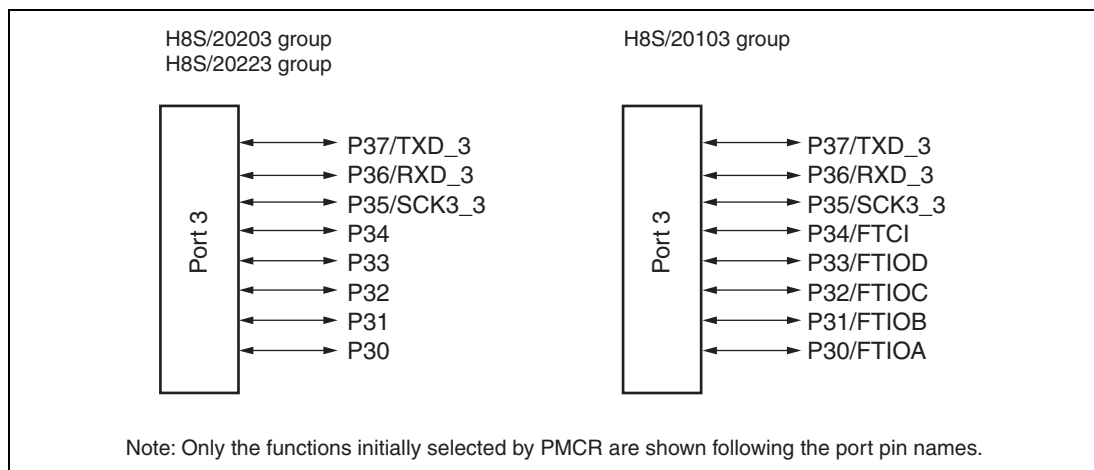 H8S/20203 group
H8S/20223 group
Port 3
P37/TXD_3
P36/RXD_3
P35/SCK3_3
P34
P33
P32
P31
P30
H8S/20103 group
Port 3
P37/TXD_3
P36/RXD_3
P35/SCK3_3
P34/FTCI
P33/FTIOD
P32/FTIOC
P31/FTIOB
P30/FTIOA
Note: Only the functions initially selected by PMCR are shown following the port pin names.